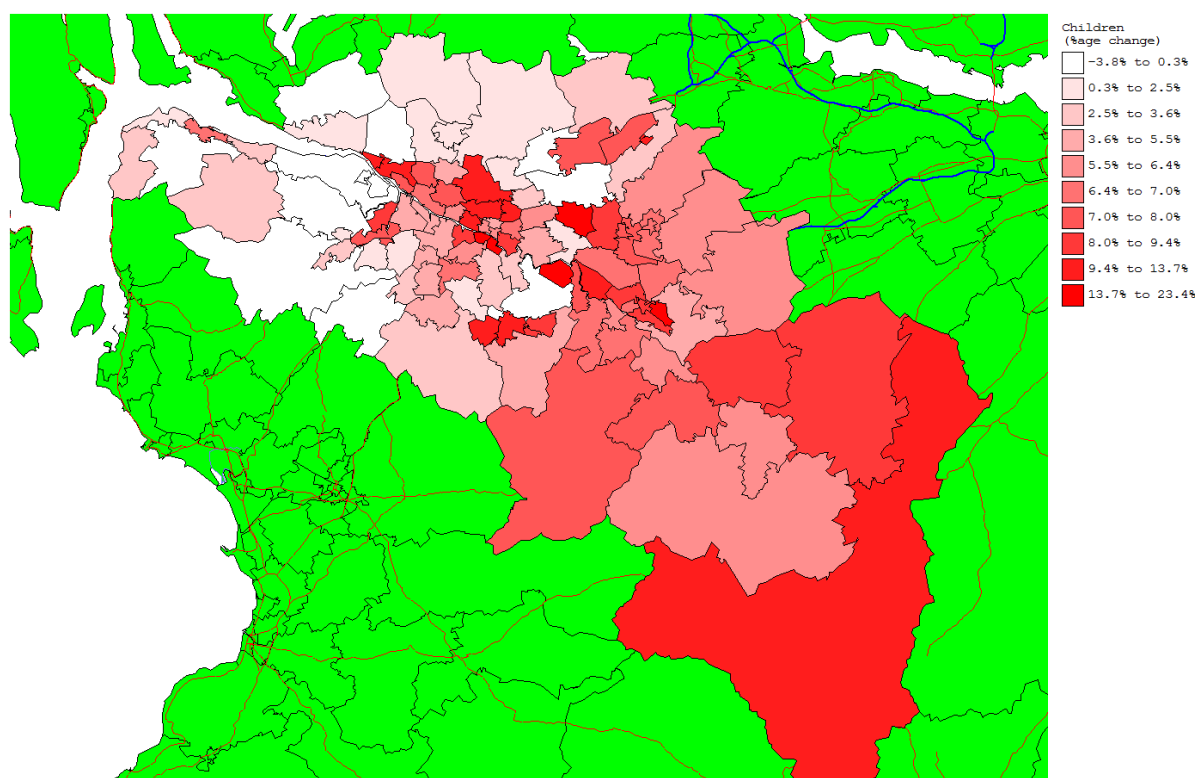 Children
(%age change)
-3.8% to 0.3%
0.3% to 2.5%
2.5% to 3.6%
3.6% to 5.5%
5.5% to 6.4%
6.4% to 7.0%
7.0% to 8.0%
8.0% to 9.4%
9.4% to 13.7%
13.7% to 23.4%